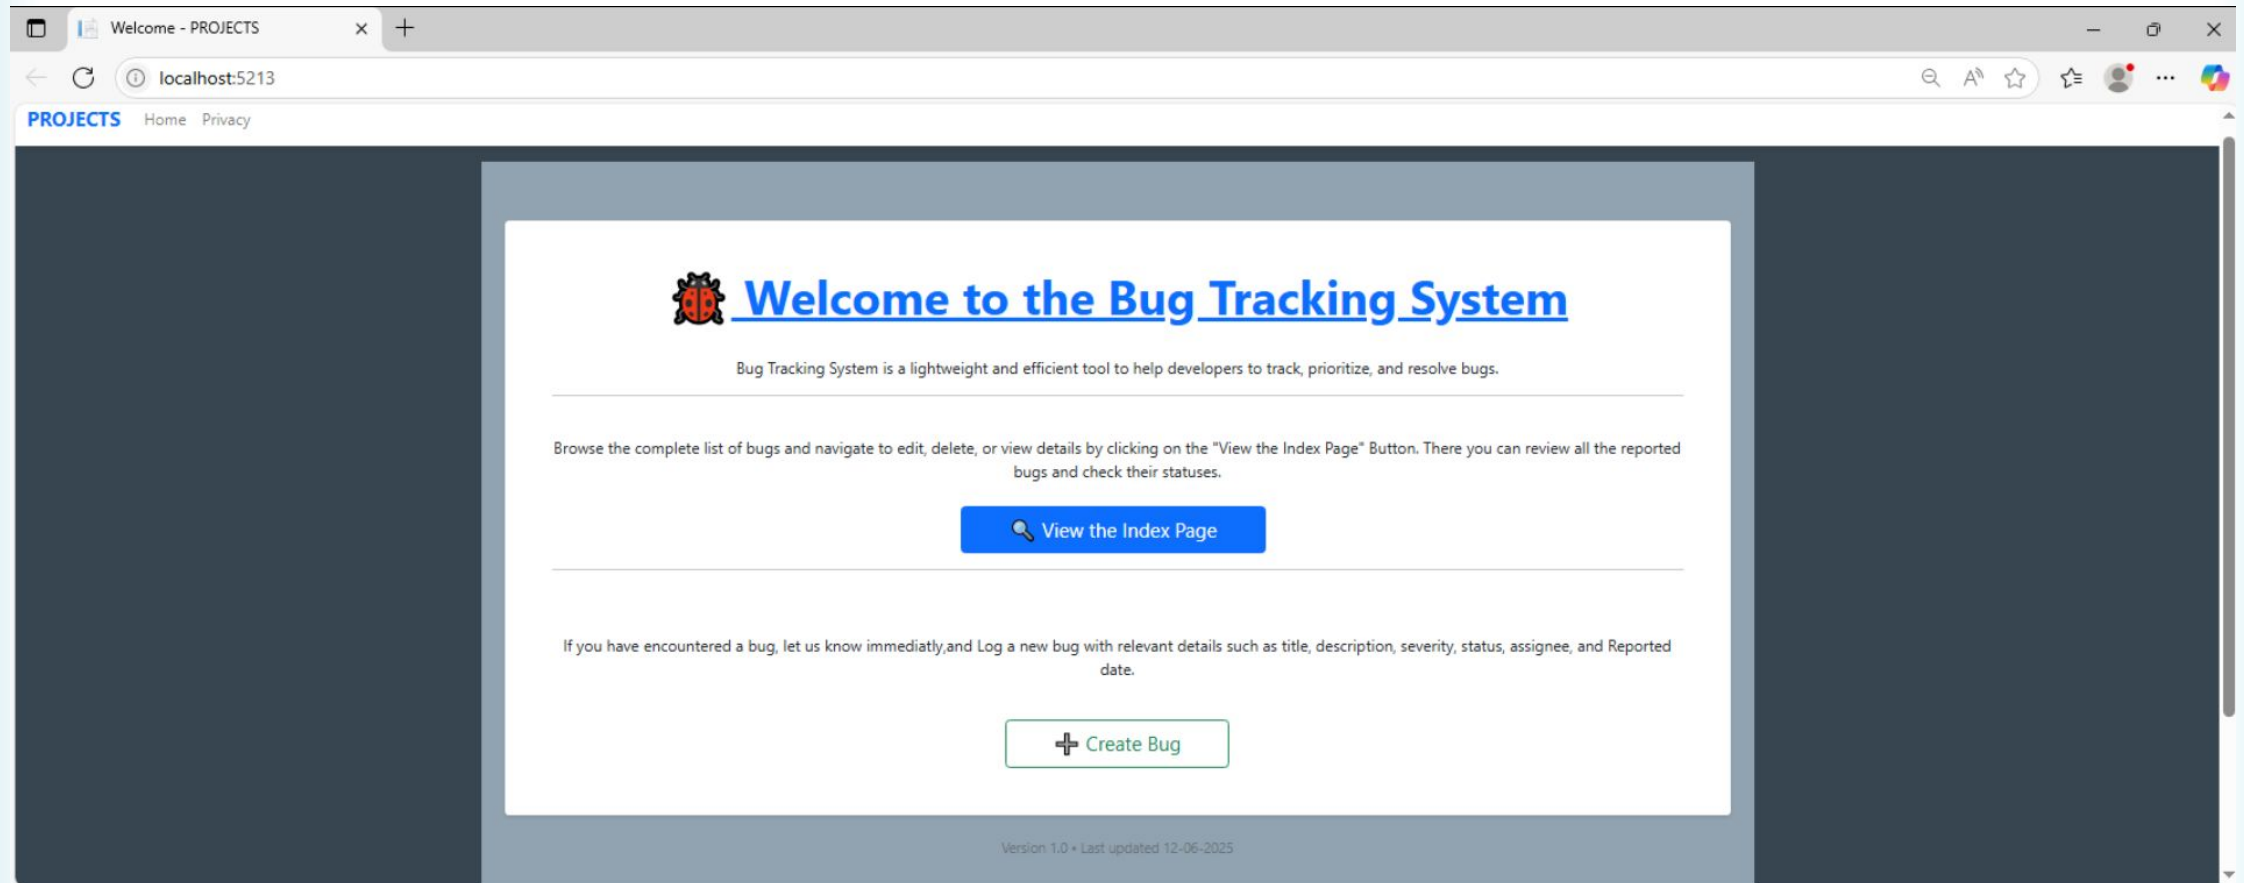 Welcome - PROJECTS
localhost:5213
PROJECTS Home Privacy
Welcome to the Bug Tracking System
Bug Tracking System is a lightweight and efficient tool to help developers to track, prioritize, and resolve bugs.
Browse the complete list of bugs and navigate to edit, delete, or view details by clicking on the "View the Index Page" Button. There you can review all the reported
bugs and check their statuses.
View the Index Page
If you have encountered a bug, let us know immediatly,and Log a new bug with relevant details such as title, description, severity, status, assignee, and Reported
date.
Create Bug
Version 1.0 • Last updated 12-06-2025